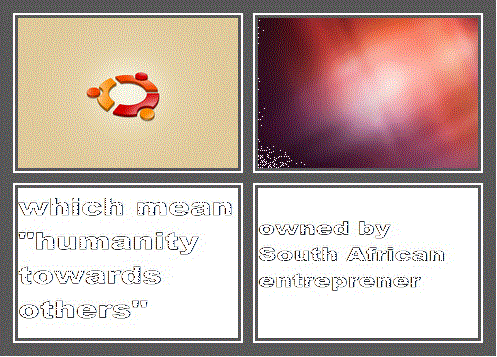 which mean
"humanity
towards
others"
owned by
South African
entreprener